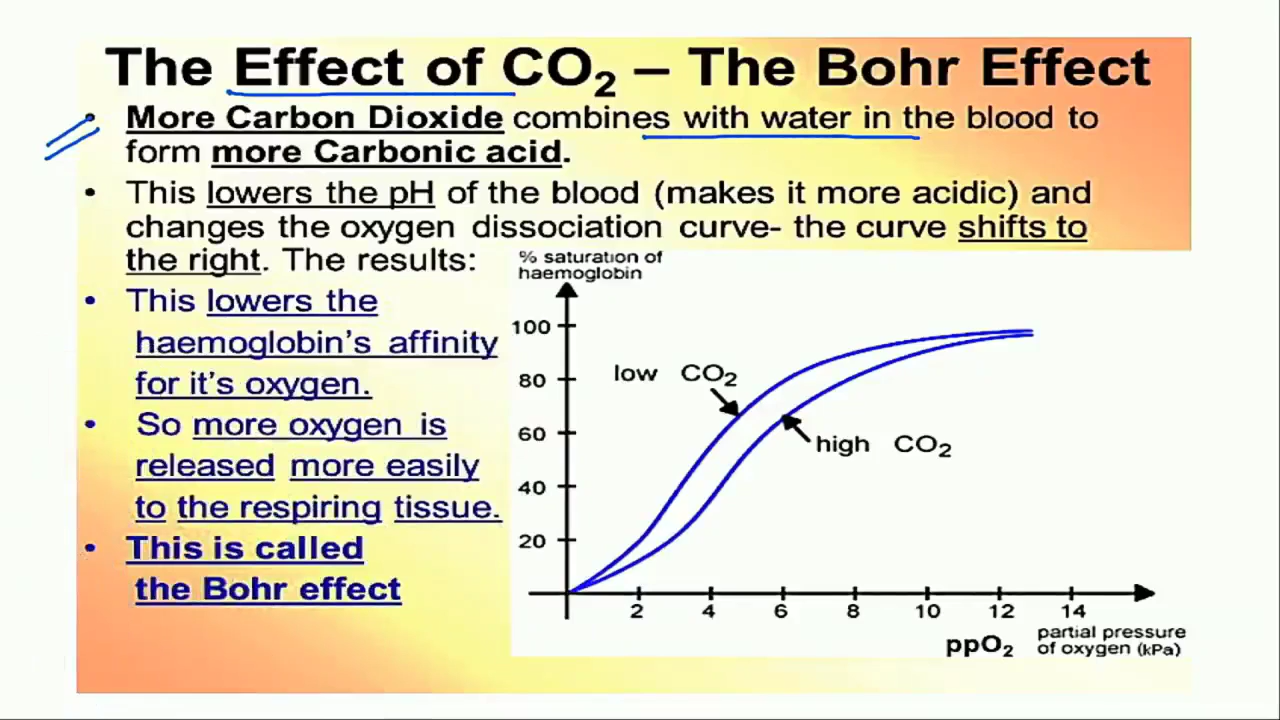 The Effect of CO₂ – The Bohr Effect
• More Carbon Dioxide combines with water in the blood to
form more Carbonic acid.
• This lowers the pH of the blood (makes it more acidic) and
changes the oxygen dissociation curve- the curve shifts to
the right. The results:
• This lowers the
haemoglobin's affinity
for it's oxygen.
• So more oxygen is
released more easily
to the respiring tissue.
• This is called
the Bohr effect
% saturation of
haemoglobin
100
80
60
40
20
low CO₂
high CO₂
2 4 6 8 10 12 14
ppO₂ partial pressure
of oxygen (kPa)